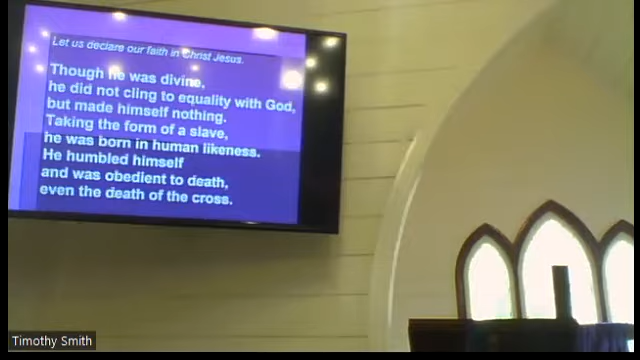 Let us declare our faith in Christ Jesus.
Though he was divine,
he did not cling to equality with God,
but made himself nothing.
Taking the form of a slave,
he was born in human likeness.
He humbled himself
and was obedient to death,
even the death of the cross.
Timothy Smith